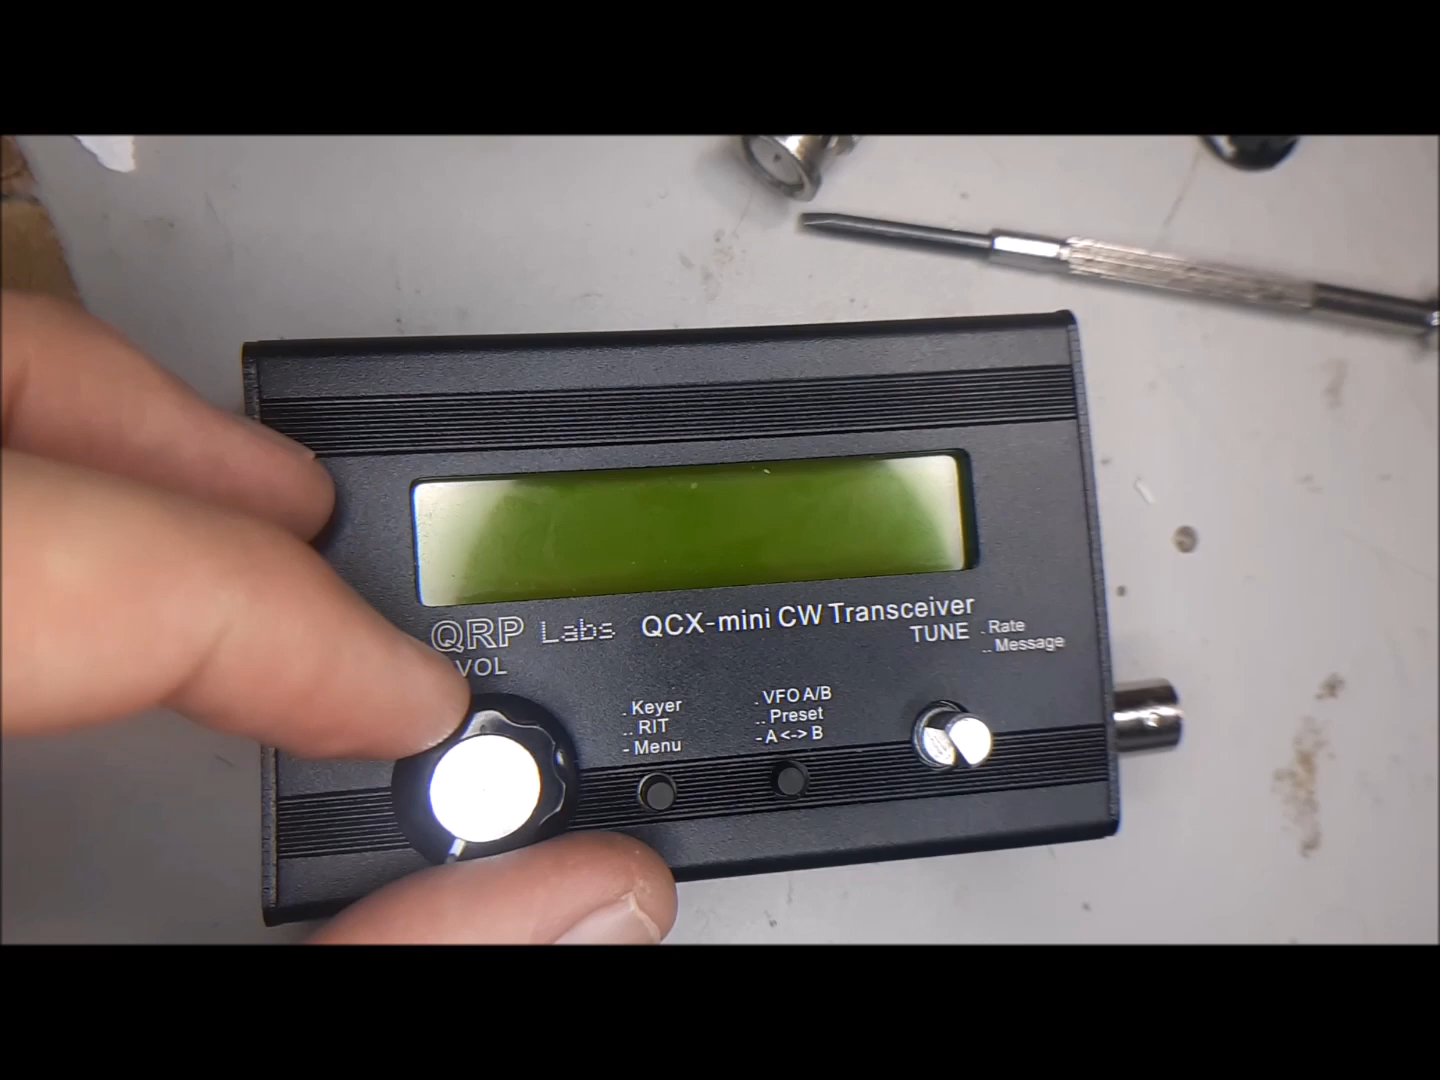 QRP Labs QCX-mini CW Transceiver
VOL
TUNE . Rate
.. Message
. Keyer
.. RIT
- Menu
. VFO A/B
.. Preset
- A <-> B